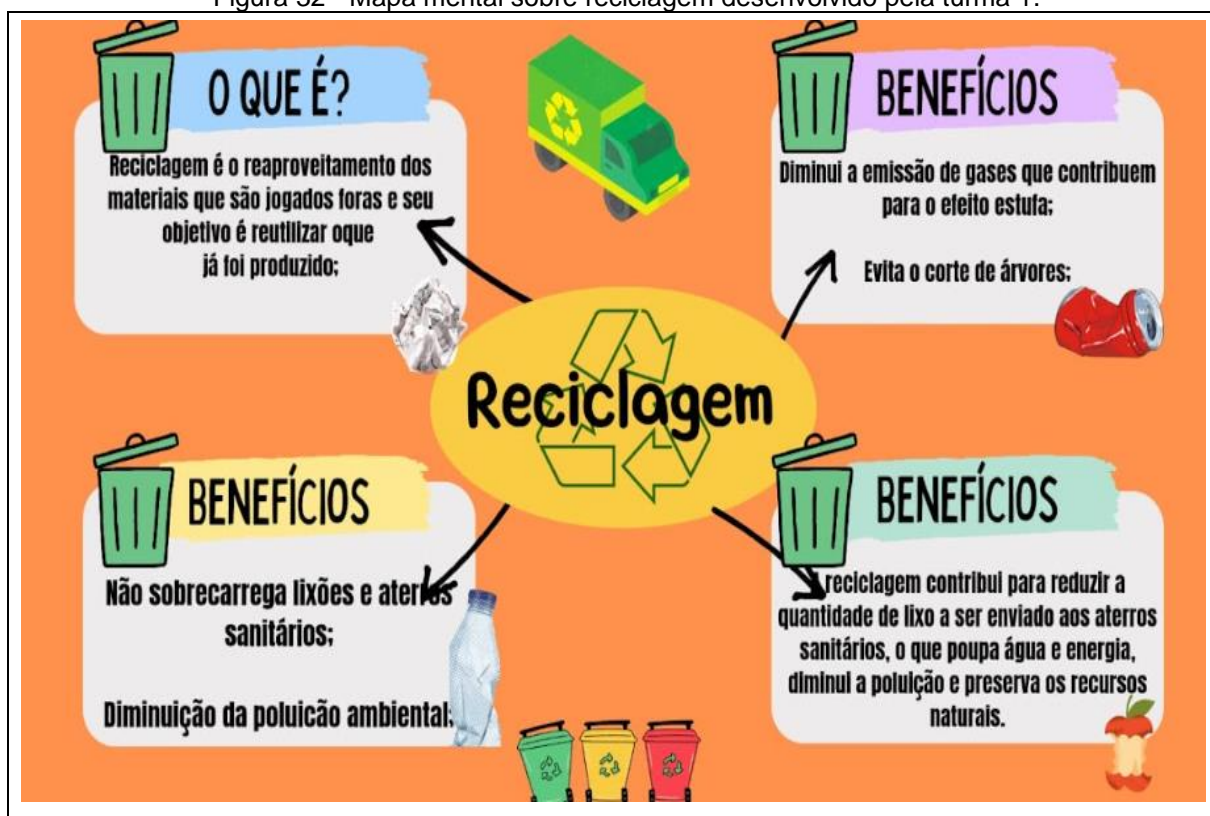 Figura 32 - Mapa mental sobre reciclagem desenvolvido pela turma 1.
O QUE É?
Reciclagem é o reaproveitamento dos
materiais que são jogados foras e seu
objetivo é reutilizar oque
já foi produzido;
BENEFÍCIOS
Diminui a emissão de gases que contribuem
para o efeito estufa;
Evita o corte de árvores;
Reciclagem
BENEFÍCIOS
Não sobrecarrega lixões e aterros
sanitários;
Diminuição da poluicão ambiental;
BENEFÍCIOS
A reciclagem contribui para reduzir a
quantidade de lixo a ser enviado aos aterros
sanitários, o que poupa água e energia,
diminui a poluição e preserva os recursos
naturais.